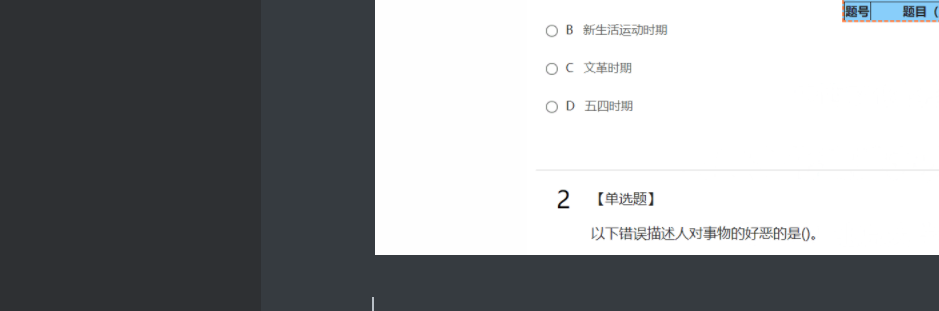 题号 题目（
B 新生活运动时期
C 文革时期
D 五四时期
2 【单选题】
以下错误描述人对事物的好恶的是()。